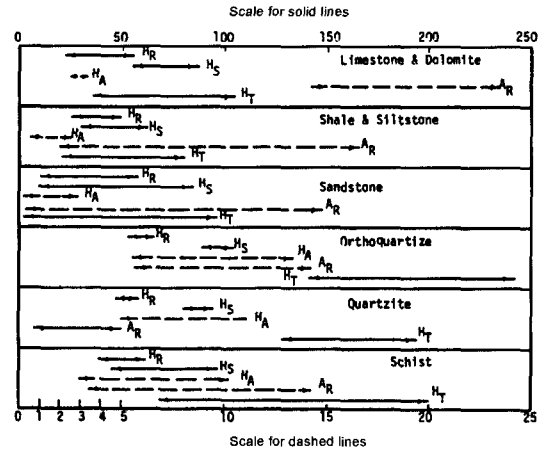 Scale for solid lines
0 50 100 150 200 250
H_R
Limestone & Dolomite
H_S
H_A
A_R
H_T
H_R
Shale & Siltstone
H_S
H_A
A_R
H_T
H_R
H_S
Sandstone
H_A
A_R
H_T
H_R
Orthoquartize
H_S
H_A
A_R
H_T
H_R
Quartzite
H_S
H_A
A_R
H_T
H_R
Schist
H_S
H_A
A_R
H_T
0 1 2 3 4 5 10 15 20 25
Scale for dashed lines